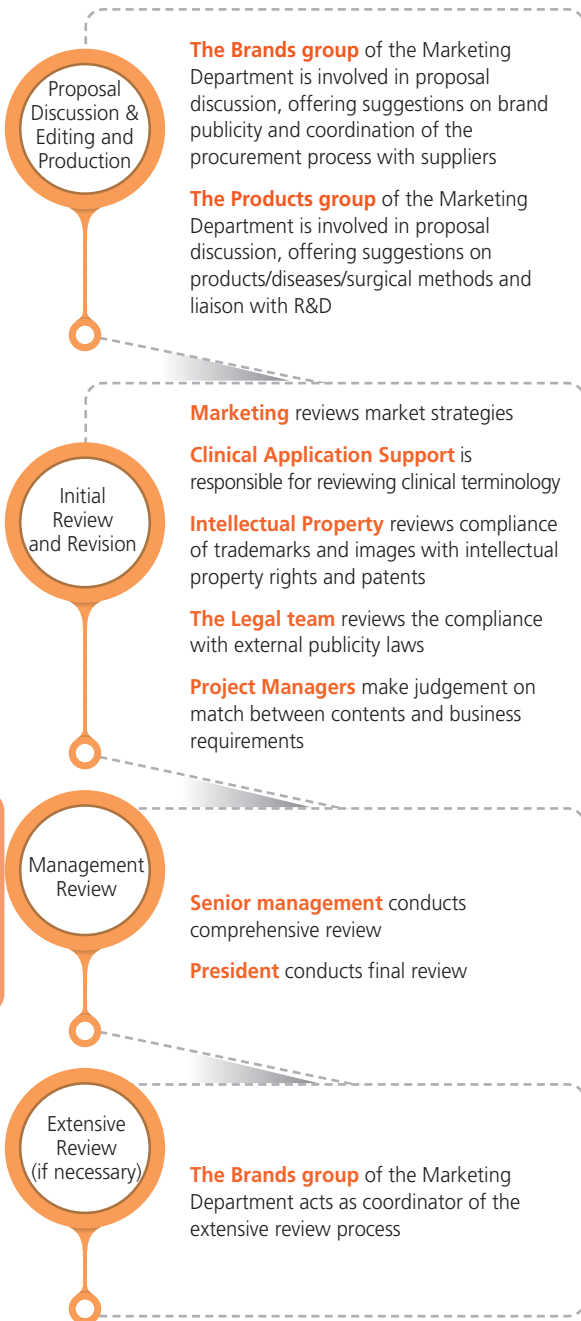 Proposal
Discussion &
Editing and
Production
The Brands group of the Marketing
Department is involved in proposal
discussion, offering suggestions on brand
publicity and coordination of the
procurement process with suppliers
The Products group of the Marketing
Department is involved in proposal
discussion, offering suggestions on
products/diseases/surgical methods and
liaison with R&D
Initial
Review
and Revision
Marketing reviews market strategies
Clinical Application Support is
responsible for reviewing clinical terminology
Intellectual Property reviews compliance
of trademarks and images with intellectual
property rights and patents
The Legal team reviews the compliance
with external publicity laws
Project Managers make judgement on
match between contents and business
requirements
Management
Review
Senior management conducts
comprehensive review
President conducts final review
Extensive
Review
(if necessary)
The Brands group of the Marketing
Department acts as coordinator of the
extensive review process